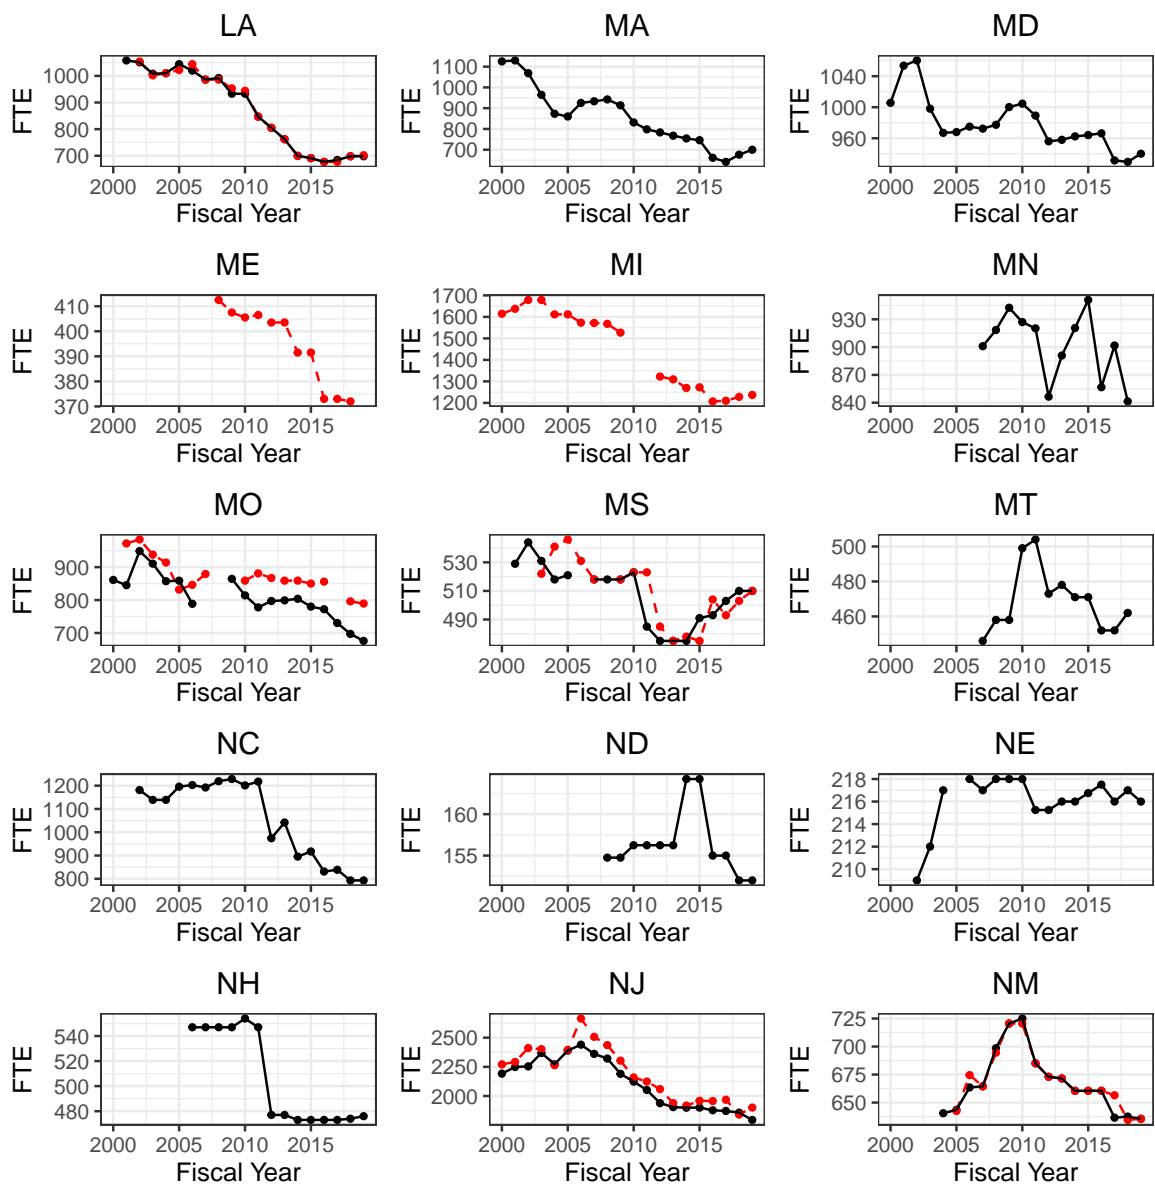 LA
1000
900
800
700
FTE
2000 2005 2010 2015
Fiscal Year
MA
1100
1000
900
800
700
FTE
2000 2005 2010 2015
Fiscal Year
MD
1040
1000
960
FTE
2000 2005 2010 2015
Fiscal Year
ME
410
400
390
380
370
FTE
2000 2005 2010 2015
Fiscal Year
MI
1700
1600
1500
1400
1300
1200
FTE
2000 2005 2010 2015
Fiscal Year
MN
930
900
870
840
FTE
2000 2005 2010 2015
Fiscal Year
MO
900
800
700
FTE
2000 2005 2010 2015
Fiscal Year
MS
530
510
490
FTE
2000 2005 2010 2015
Fiscal Year
MT
500
480
460
FTE
2000 2005 2010 2015
Fiscal Year
NC
1200
1100
1000
900
800
FTE
2000 2005 2010 2015
Fiscal Year
ND
160
155
FTE
2000 2005 2010 2015
Fiscal Year
NE
218
216
214
212
210
FTE
2000 2005 2010 2015
Fiscal Year
NH
540
520
500
480
FTE
2000 2005 2010 2015
Fiscal Year
NJ
2500
2250
2000
FTE
2000 2005 2010 2015
Fiscal Year
NM
725
700
675
650
FTE
2000 2005 2010 2015
Fiscal Year